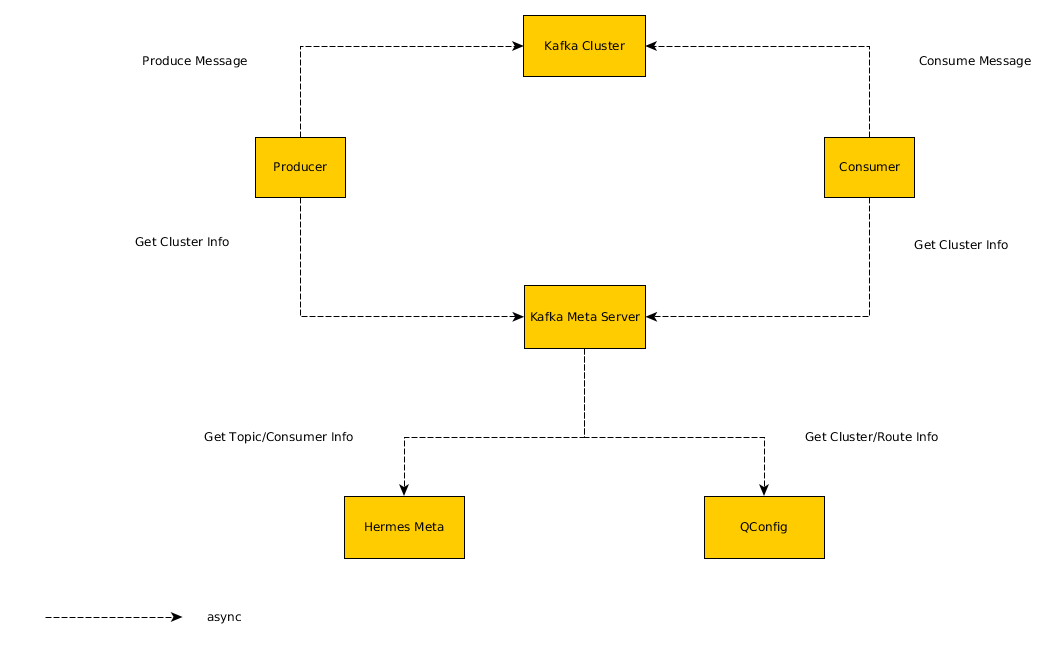 Kafka Cluster
Produce Message
Consume Message
Producer
Consumer
Get Cluster Info
Get Cluster Info
Kafka Meta Server
Get Topic/Consumer Info
Get Cluster/Route Info
Hermes Meta
QConfig
async